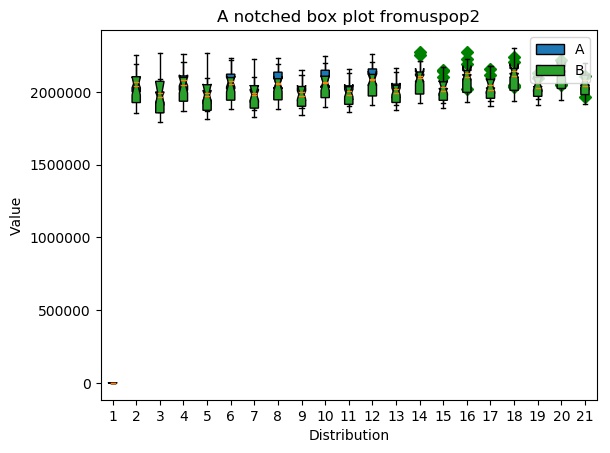 A notched box plot fromuspop2
A
B
2000000
1500000
1000000
500000
0
Value
1 2 3 4 5 6 7 8 9 10 11 12 13 14 15 16 17 18 19 20 21
Distribution